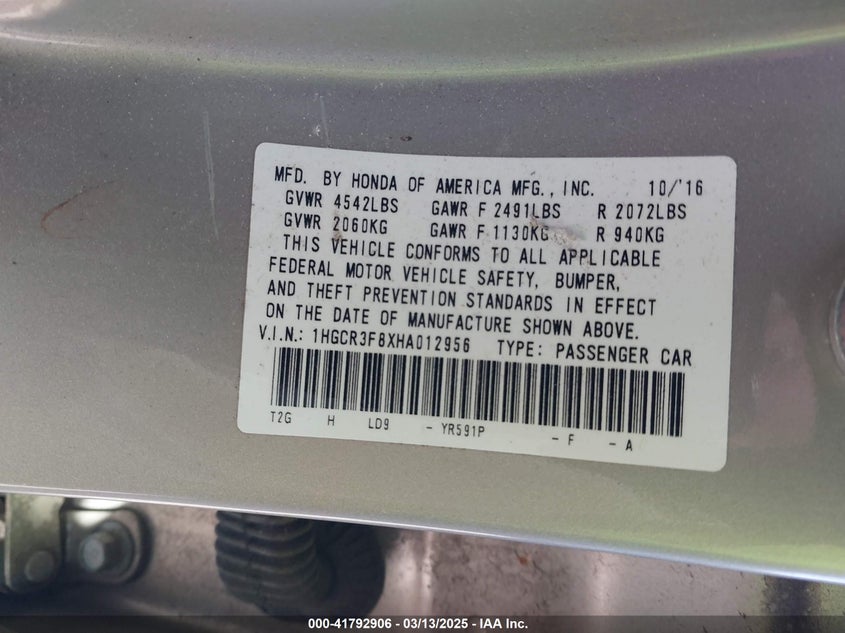 MFD. BY HONDA OF AMERICA MFG., INC. 10/'16
GVWR 4542LBS GAWR F 2491LBS R 2072LBS
GVWR 2060KG GAWR F 1130KG R 940KG
THIS VEHICLE CONFORMS TO ALL APPLICABLE
FEDERAL MOTOR VEHICLE SAFETY, BUMPER,
AND THEFT PREVENTION STANDARDS IN EFFECT
ON THE DATE OF MANUFACTURE SHOWN ABOVE.
V.I.N.: 1HGCR3F8XHA012956 TYPE: PASSENGER CAR
T2G H LD9 - YR591P - F - A
000-41792906 - 03/13/2025 - IAA Inc.